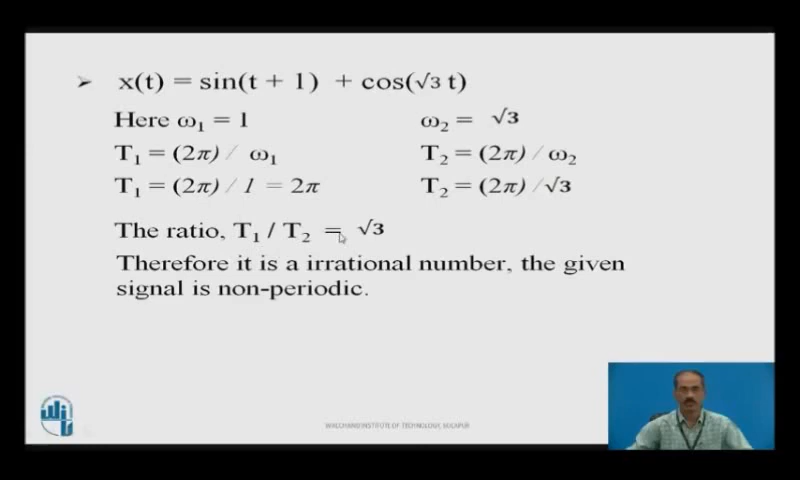 ➢ x(t) = sin(t + 1) + cos(√3 t)
Here ω₁ = 1 ω₂ = √3
T₁ = (2π) / ω₁ T₂ = (2π) / ω₂
T₁ = (2π) / 1 = 2π T₂ = (2π) / √3
The ratio, T₁ / T₂ = √3
Therefore it is a irrational number, the given
signal is non-periodic.
WALCHAND INSTITUTE OF TECHNOLOGY, SOLAPUR